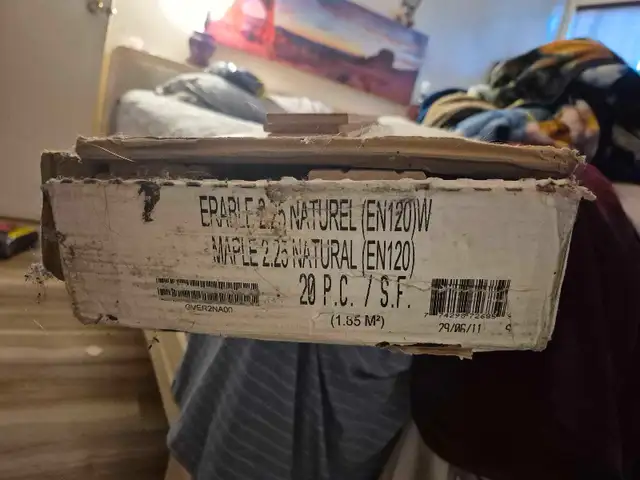 ERABLE 2.25 NATUREL (EN120)W
MAPLE 2.25 NATURAL (EN120)
20 P.C. / S.F.
(1.85 M²)
29/06/11